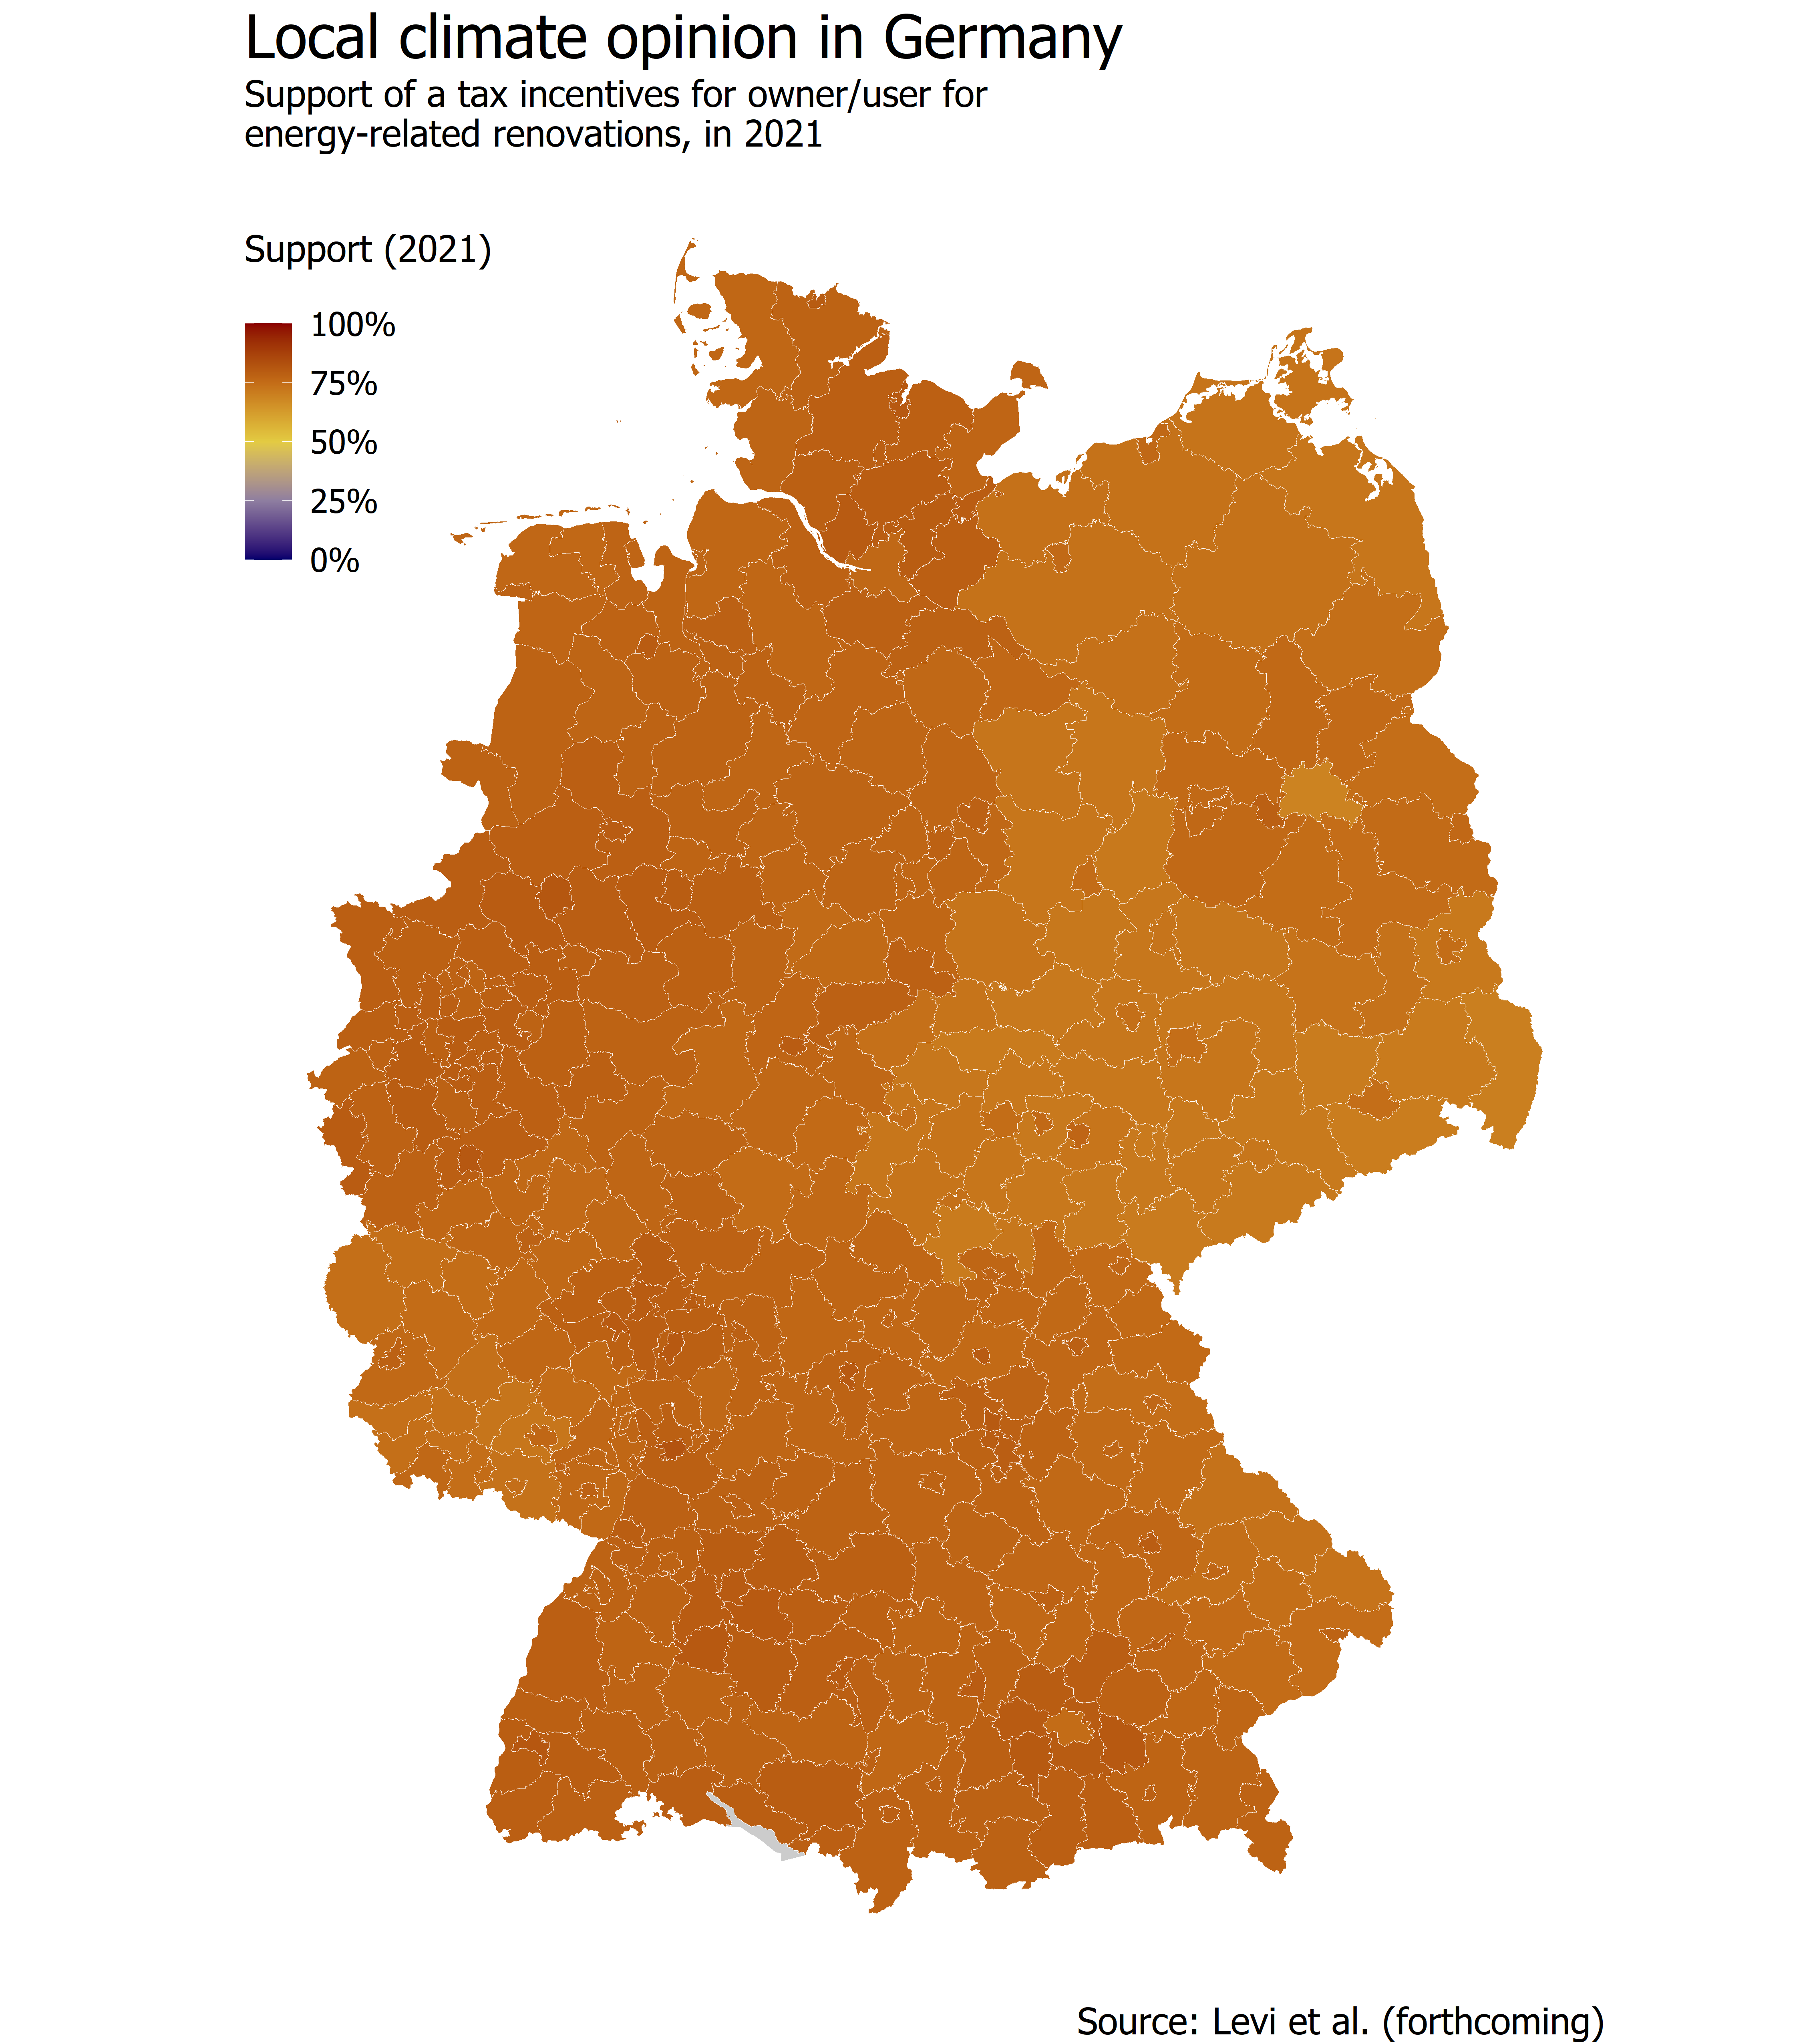 Local climate opinion in Germany
Support of a tax incentives for owner/user for
energy-related renovations, in 2021
Support (2021)
100%
75%
50%
25%
0%
Source: Levi et al. (forthcoming)